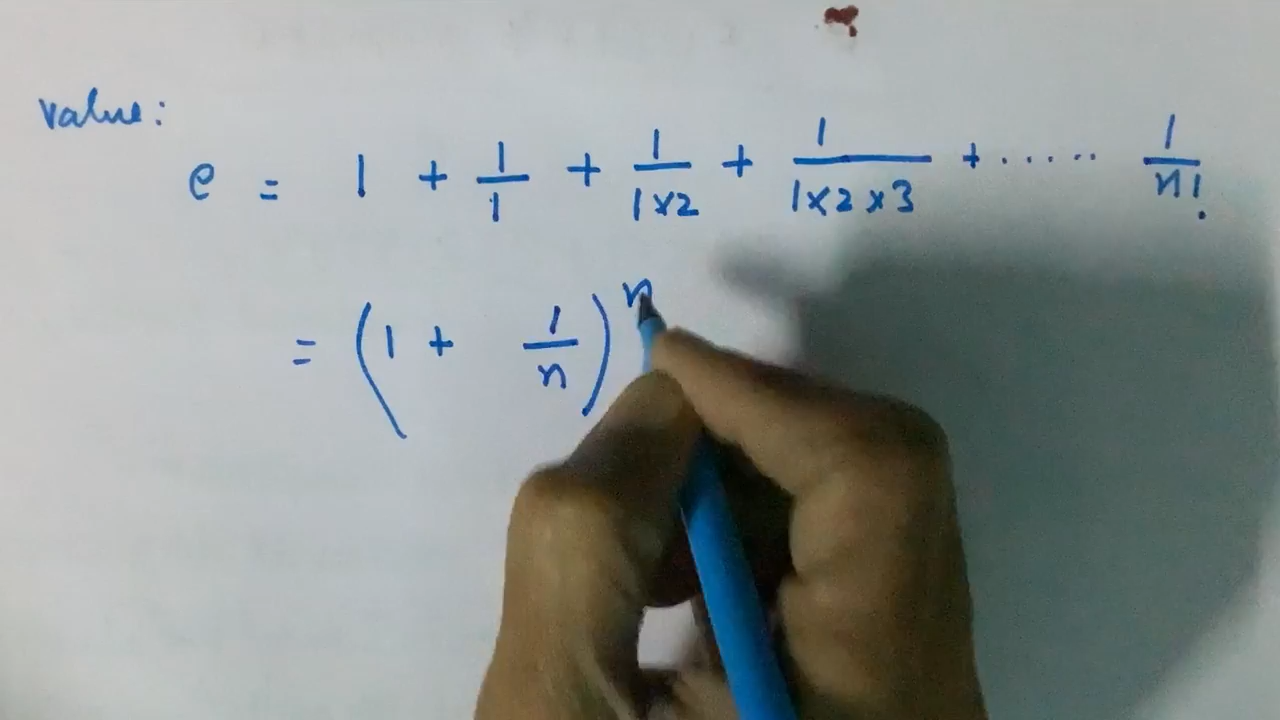 value:
e = 1 + 1/1 + 1/1×2 + 1/1×2×3 + ..... 1/n!
= (1 + 1/n)^n